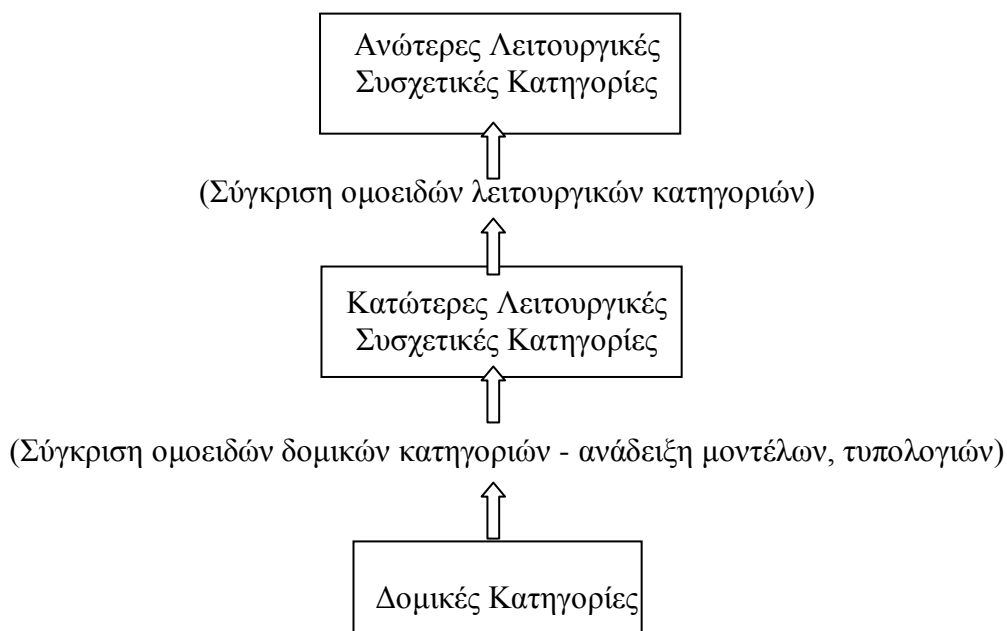 Ανώτερες Λειτουργικές
Συσχετικές Κατηγορίες
(Σύγκριση ομοειδών λειτουργικών κατηγοριών)
Κατώτερες Λειτουργικές
Συσχετικές Κατηγορίες
(Σύγκριση ομοειδών δομικών κατηγοριών - ανάδειξη μοντέλων, τυπολογιών)
Δομικές Κατηγορίες